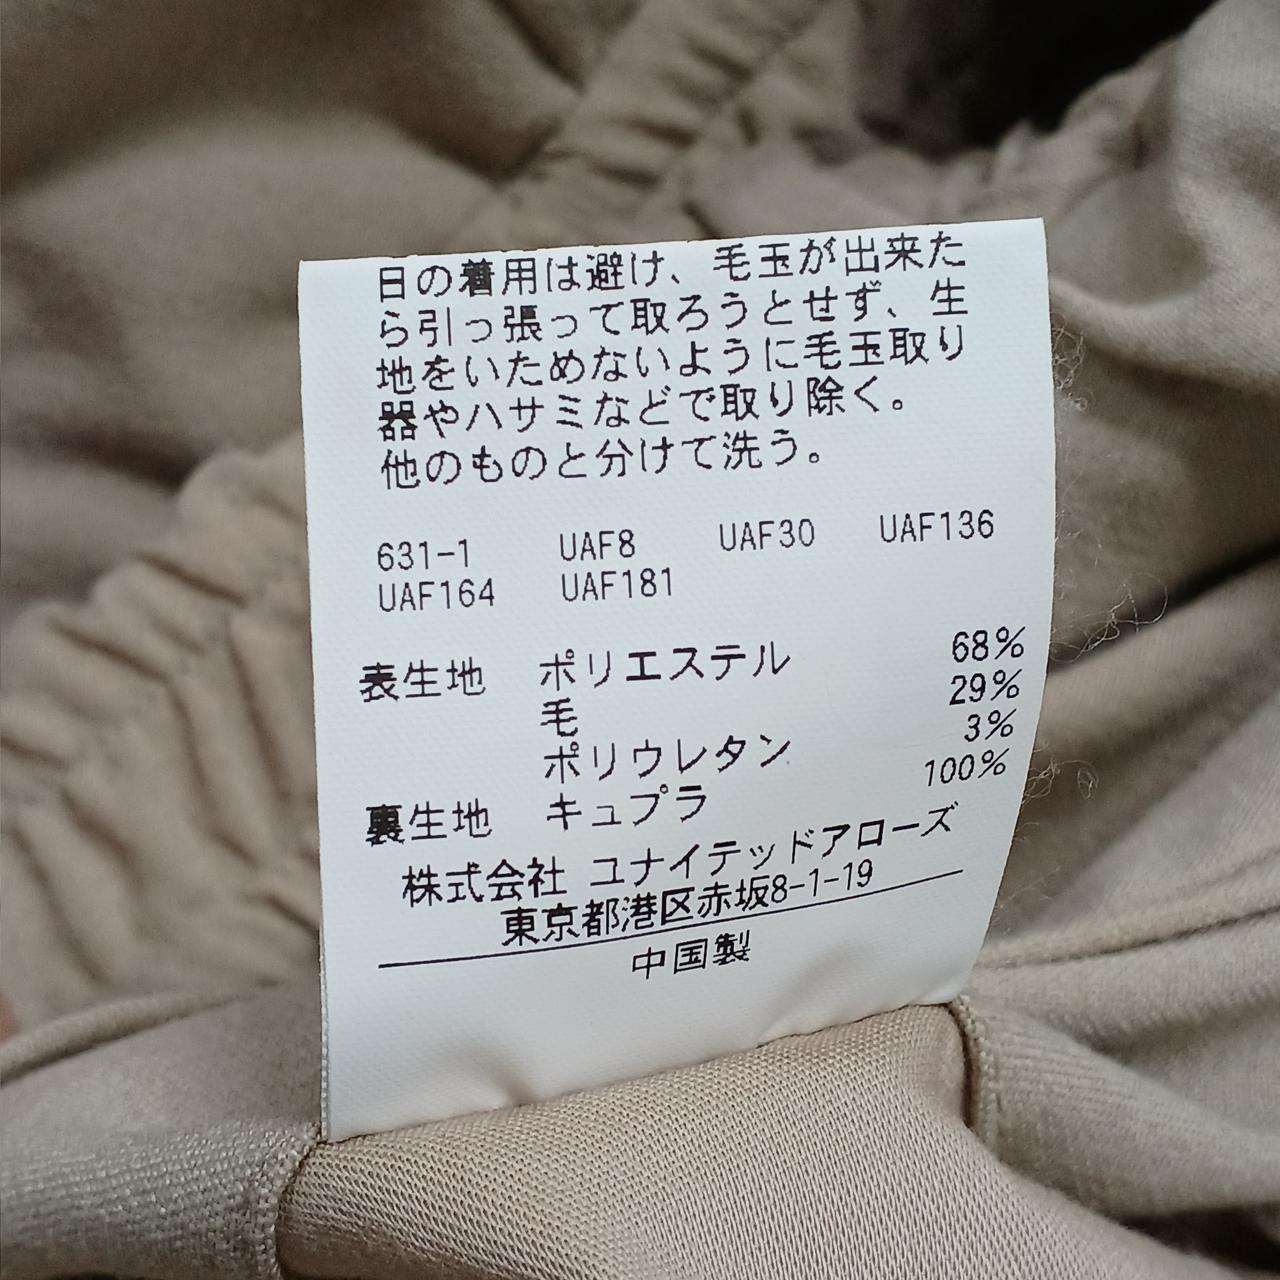 日の着用は避け、毛玉が出来た
ら引っ張って取ろうとせず、生
地をいためないように毛玉取り
器やハサミなどで取り除く。
他のものと分けて洗う。
631-1 UAF8 UAF30 UAF136
UAF164 UAF181
表生地 ポリエステル 68%
毛 29%
ポリウレタン 3%
裏生地 キュプラ 100%
株式会社 ユナイテッドアローズ
東京都港区赤坂8-1-19
中国製